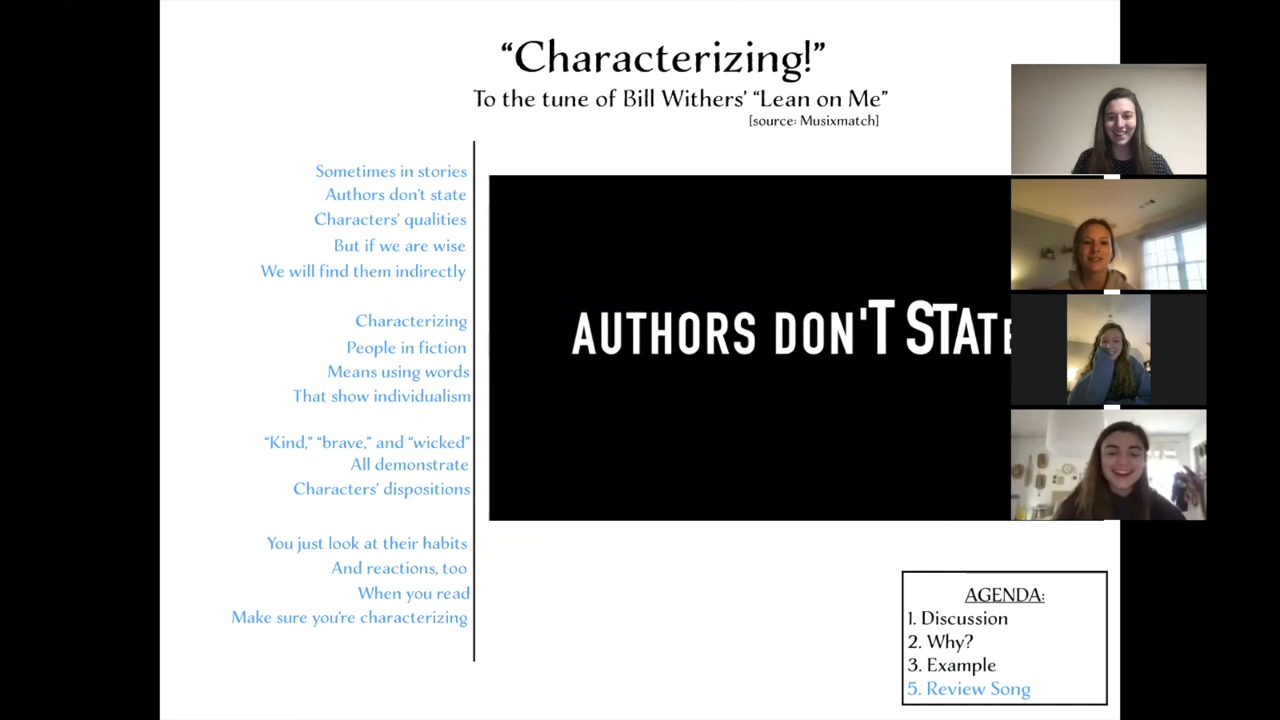 “Characterizing!”
To the tune of Bill Withers’ “Lean on Me”
[source: Musixmatch]
Sometimes in stories
Authors don’t state
Characters’ qualities
But if we are wise
We will find them indirectly
Characterizing
People in fiction
Means using words
That show individualism
“Kind,” “brave,” and “wicked”
All demonstrate
Characters’ dispositions
You just look at their habits
And reactions, too
When you read
Make sure you’re characterizing
AUTHORS DON'T STATE
AGENDA:
1. Discussion
2. Why?
3. Example
5. Review Song